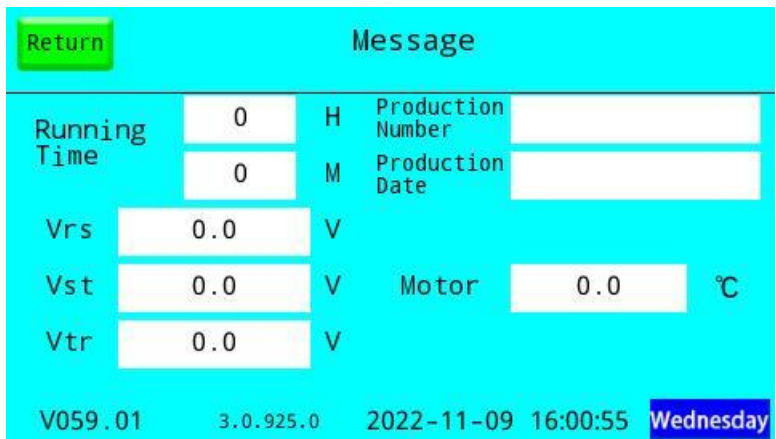 Return
Message
Running
Time
0 H
0 M
Production
Number
Production
Date
Vrs 0.0 V
Vst 0.0 V
Motor 0.0 ℃
Vtr 0.0 V
V059.01 3.0.925.0 2022-11-09 16:00:55 Wednesday